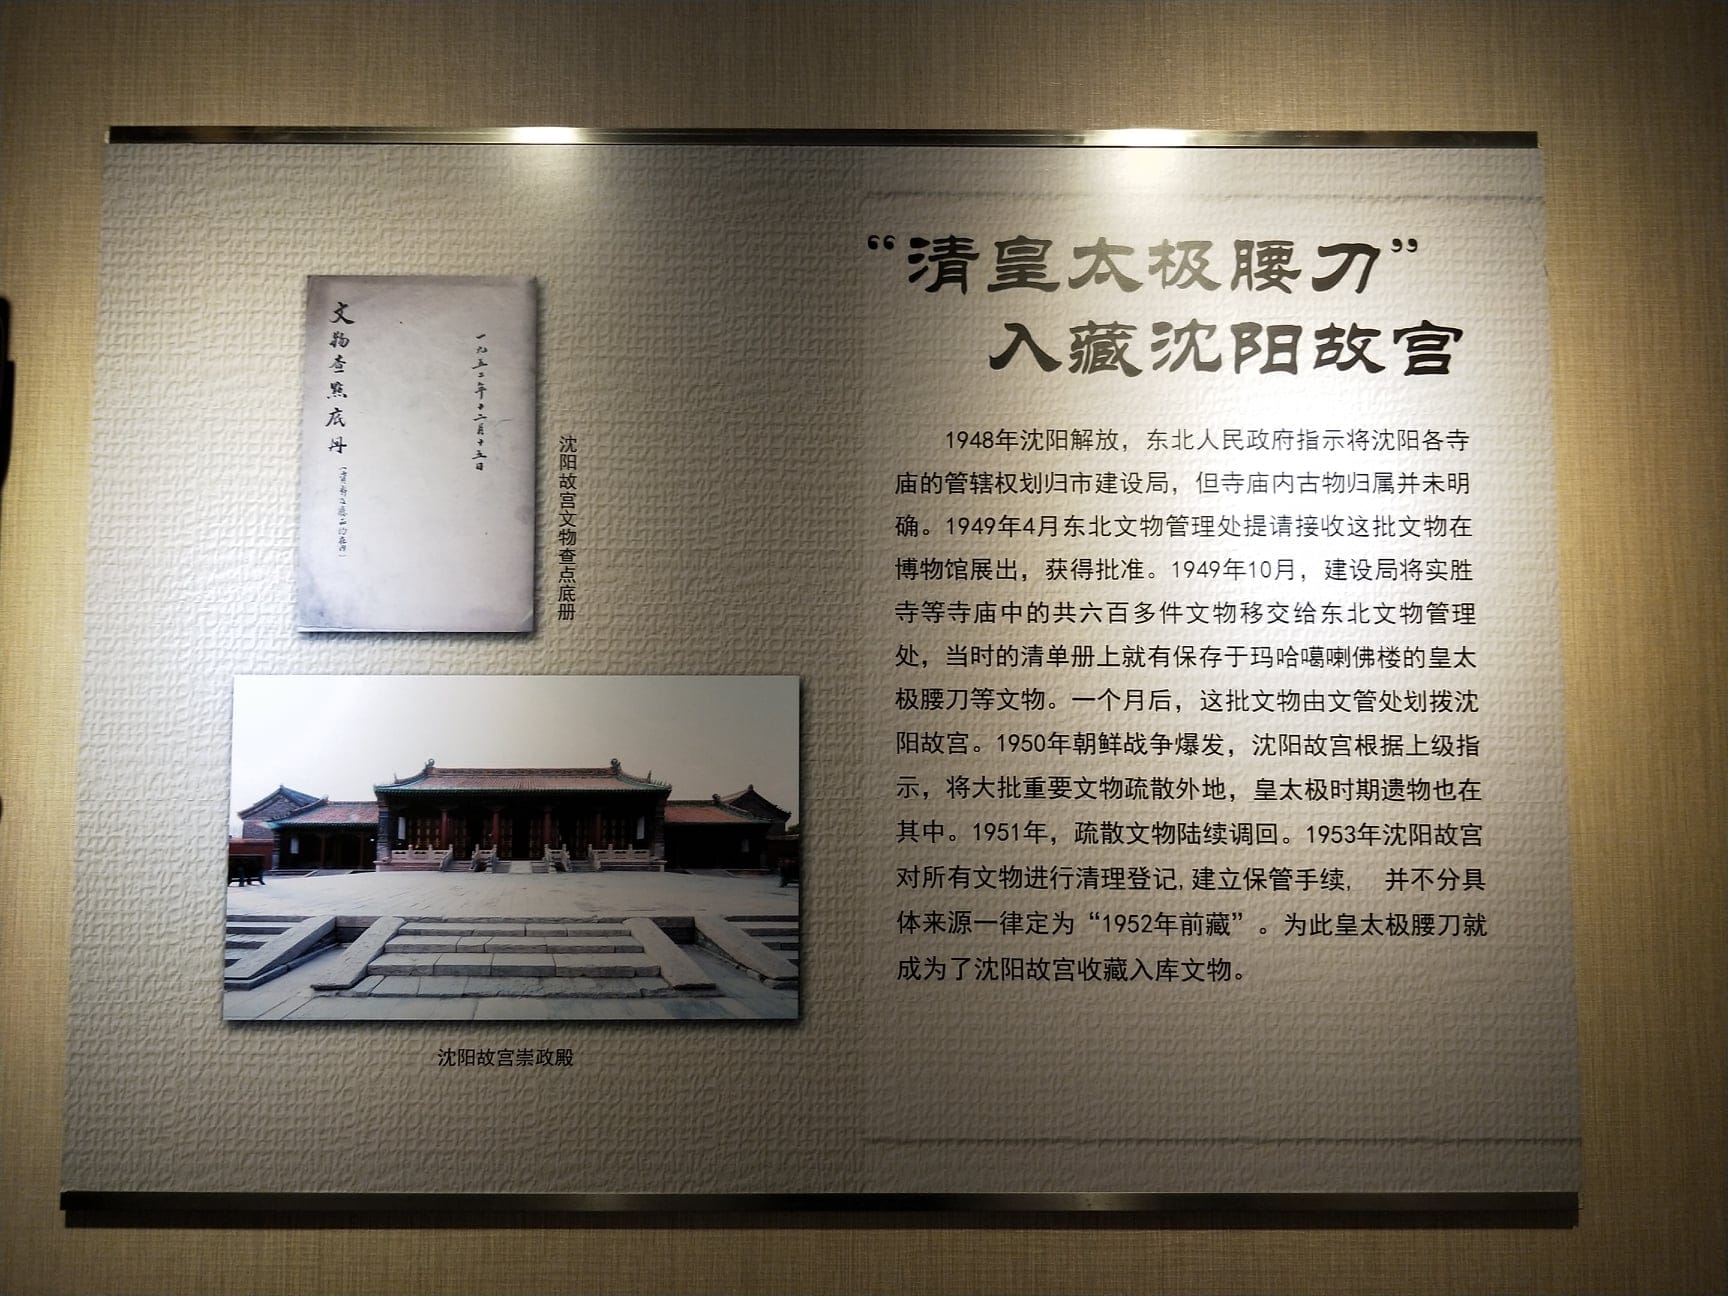 “清皇太极腰刀”
入藏沈阳故宫
1948年沈阳解放，东北人民政府指示将沈阳各寺
庙的管辖权划归市建设局，但寺庙内古物归属并未明
确。1949年4月东北文物管理处提请接收这批文物在
博物馆展出，获得批准。1949年10月，建设局将实胜
寺等寺庙中的共六百多件文物移交给东北文物管理
处，当时的清单册上就有保存于玛哈噶喇佛楼的皇太
极腰刀等文物。一个月后，这批文物由文管处划拨沈
阳故宫。1950年朝鲜战争爆发，沈阳故宫根据上级指
示，将大批重要文物疏散外地，皇太极时期遗物也在
其中。1951年，疏散文物陆续调回。1953年沈阳故宫
对所有文物进行清理登记,建立保管手续,　并不分具
体来源一律定为“1952年前藏”。为此皇太极腰刀就
成为了沈阳故宫收藏入库文物。
一九五二年十二月十五日
文物查點底册
沈阳故宫文物查点底册
沈阳故宫崇政殿